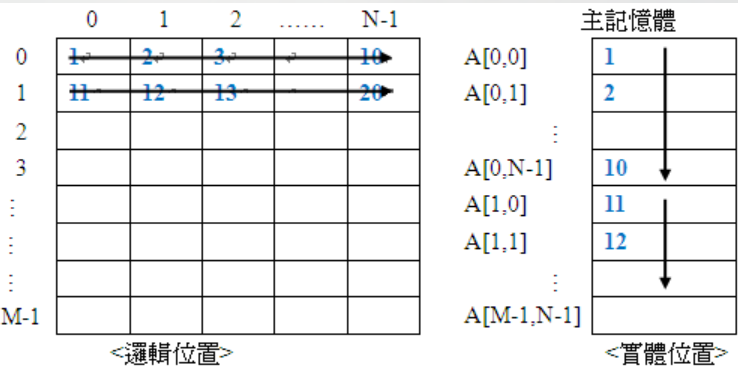 0 1 2 …… N-1
0 1 2 3 10
1 11 12 13 20
2
3
⋮
⋮
⋮
M-1
<邏輯位置>
主記憶體
A[0,0] 1
A[0,1] 2
⋮
A[0,N-1] 10
A[1,0] 11
A[1,1] 12
⋮
A[M-1,N-1]
<實體位置>